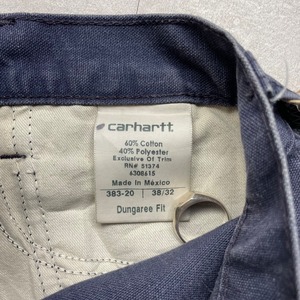 carhartt
60% Cotton
40% Polyester
Exclusive Of Trim
RN# 51374
6308615
Made In México
383-20 | 38/32
Dungaree Fit